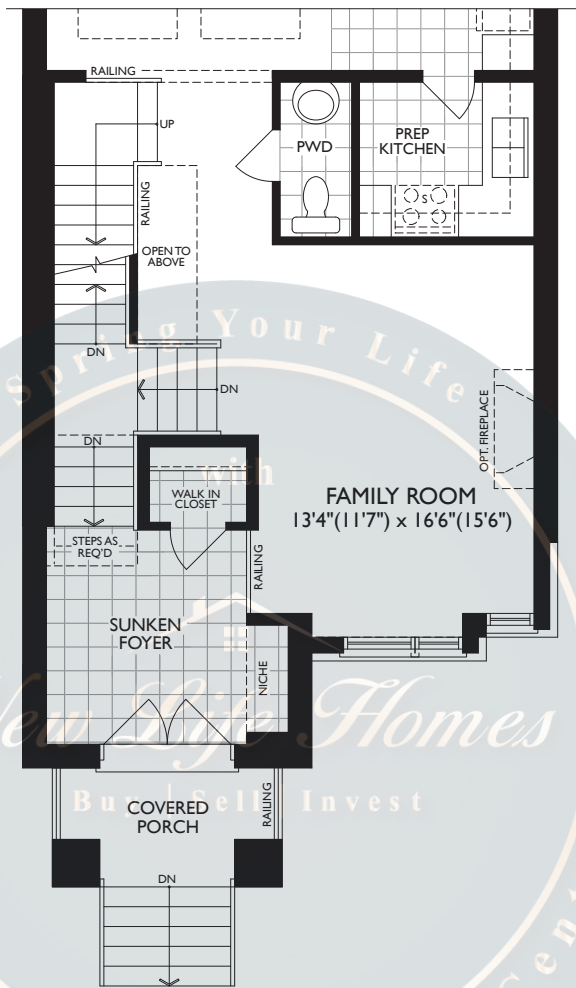 RAILING
UP
PWD
PREP
KITCHEN
S
RAILING
OPEN TO
ABOVE
DN
DN
DN
OPT. FIREPLACE
WALK IN
CLOSET
FAMILY ROOM
13'4"(11'7") x 16'6"(15'6")
STEPS AS
REQ'D
RAILING
SUNKEN
FOYER
NICHE
COVERED
PORCH
RAILING
DN
Spring Your Life
with
New Life Homes
Buy | Sell | Invest
Cent